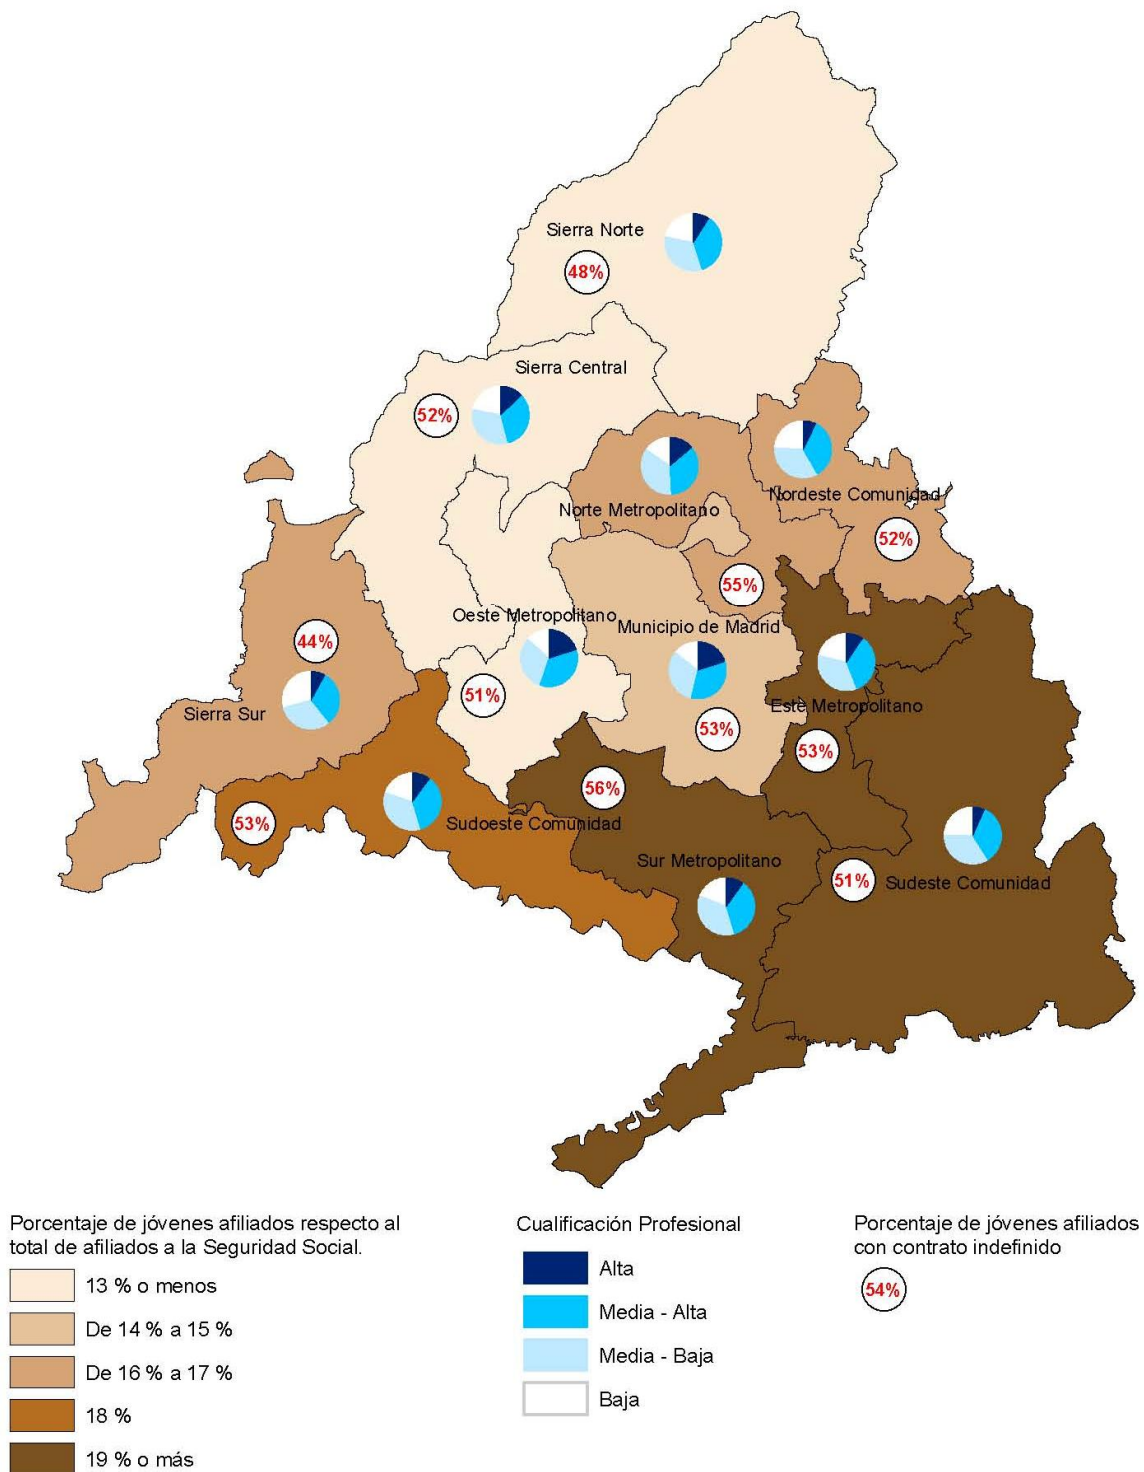 Sierra Norte
48%
Sierra Central
52%
Nordeste Comunidad
Norte Metropolitano
52%
55%
Oeste Metropolitano
Municipio de Madrid
44%
51%
Sierra Sur
Este Metropolitano
53%
53%
56%
53%
Sudoeste Comunidad
Sur Metropolitano
51%
Sudeste Comunidad
Porcentaje de jóvenes afiliados respecto al
total de afiliados a la Seguridad Social.
13 % o menos
De 14 % a 15 %
De 16 % a 17 %
18 %
19 % o más
Cualificación Profesional
Alta
Media - Alta
Media - Baja
Baja
Porcentaje de jóvenes afiliados
con contrato indefinido
54%